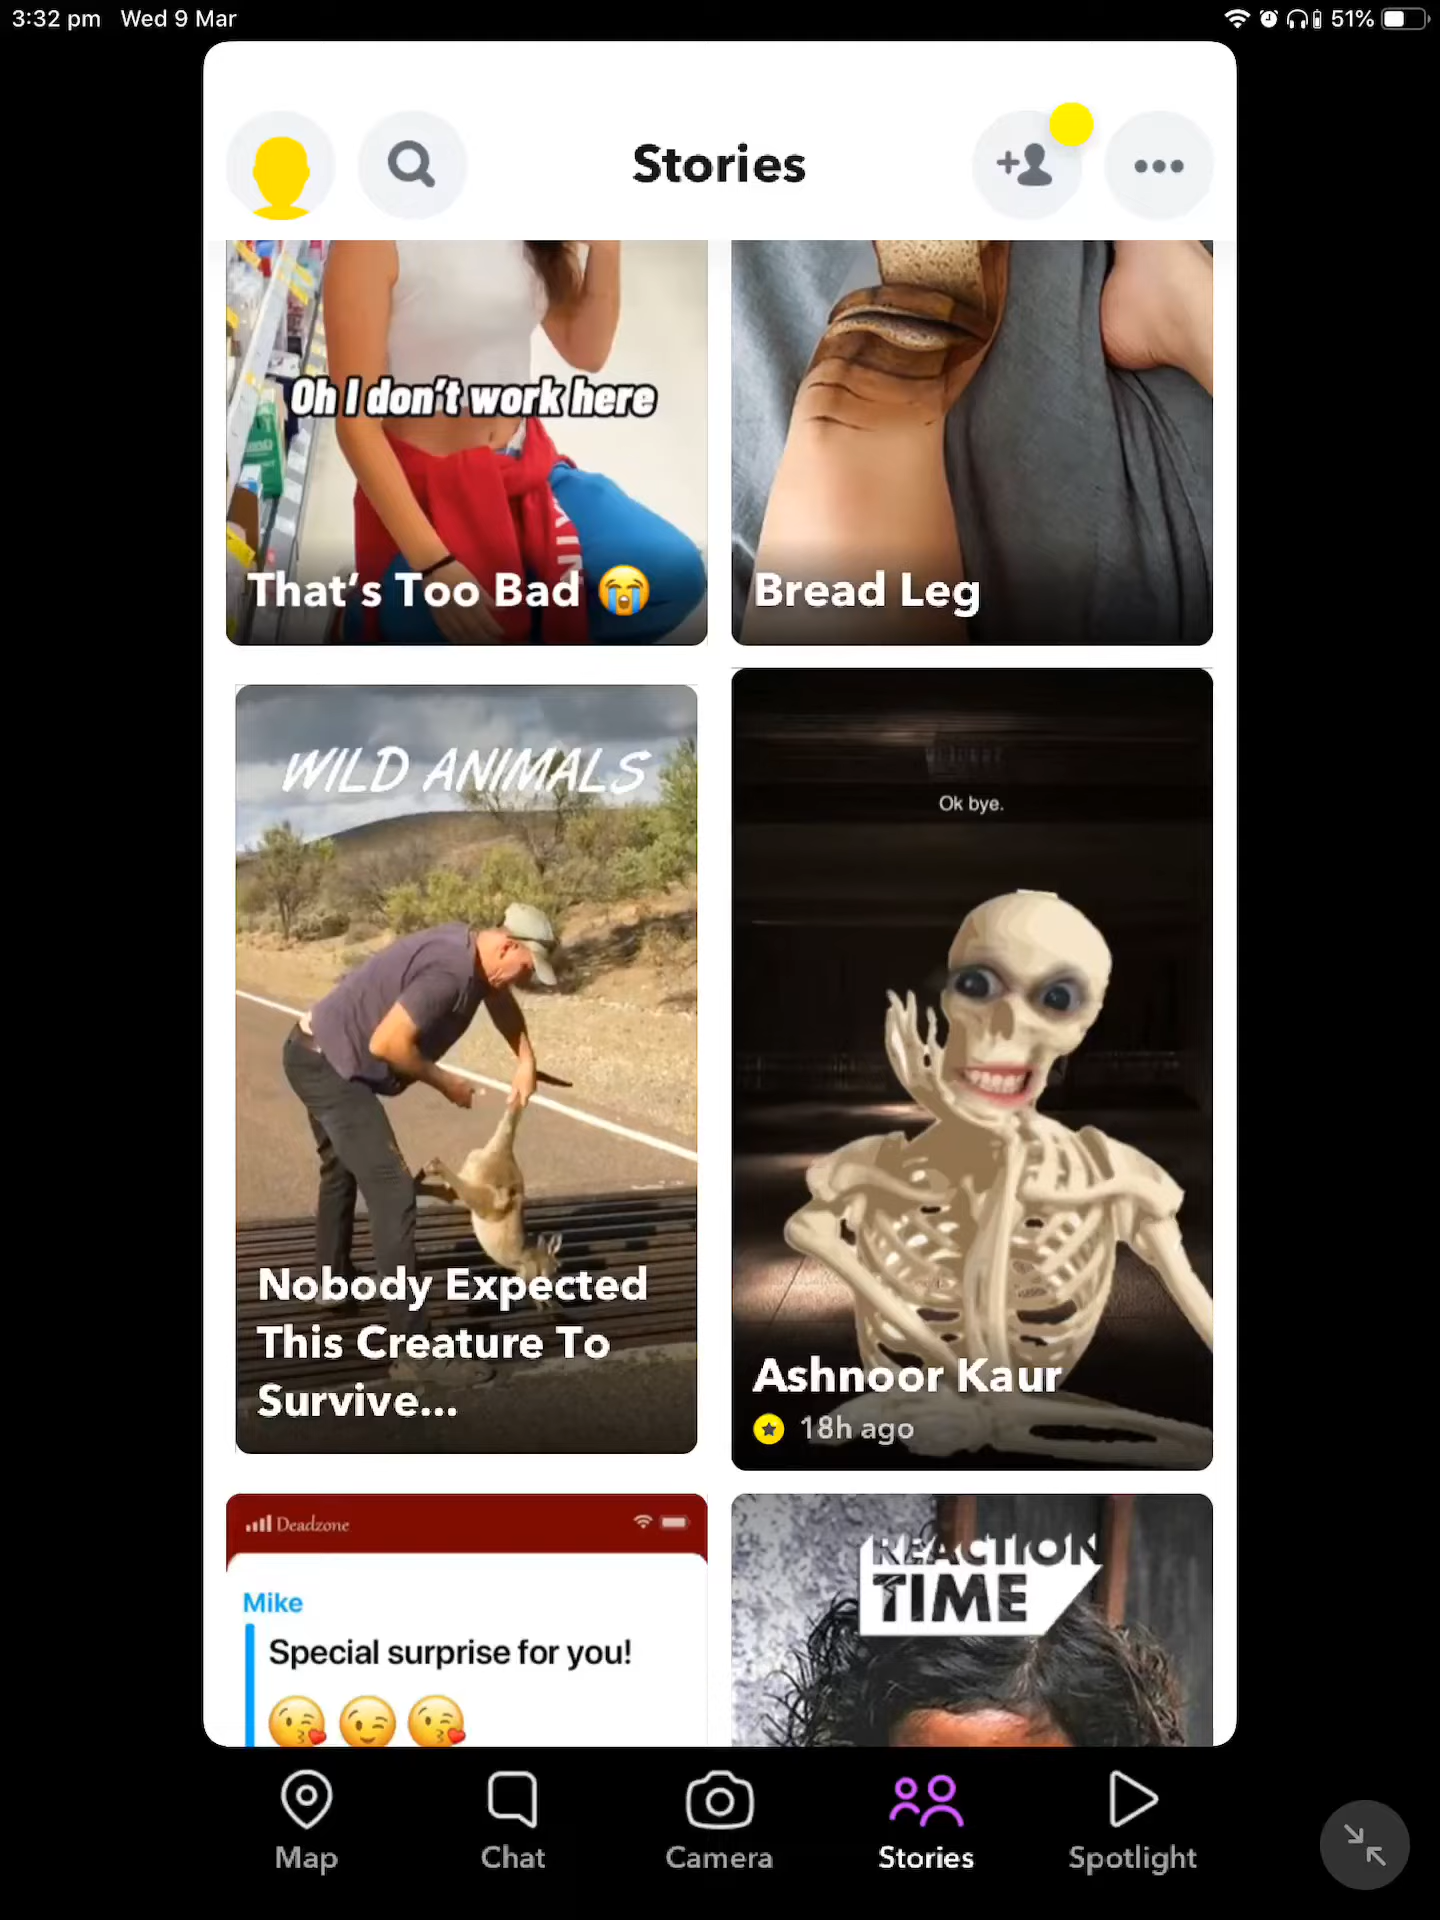 3:32 pm Wed 9 Mar
51%
Stories
Oh I don't work here
That's Too Bad 😭
Bread Leg
WILD ANIMALS
Ok bye.
Nobody Expected
This Creature To
Survive...
Ashnoor Kaur
18h ago
Deadzone
Mike
Special surprise for you!
😘 😉 😘
REACTION
TIME
Map
Chat
Camera
Stories
Spotlight